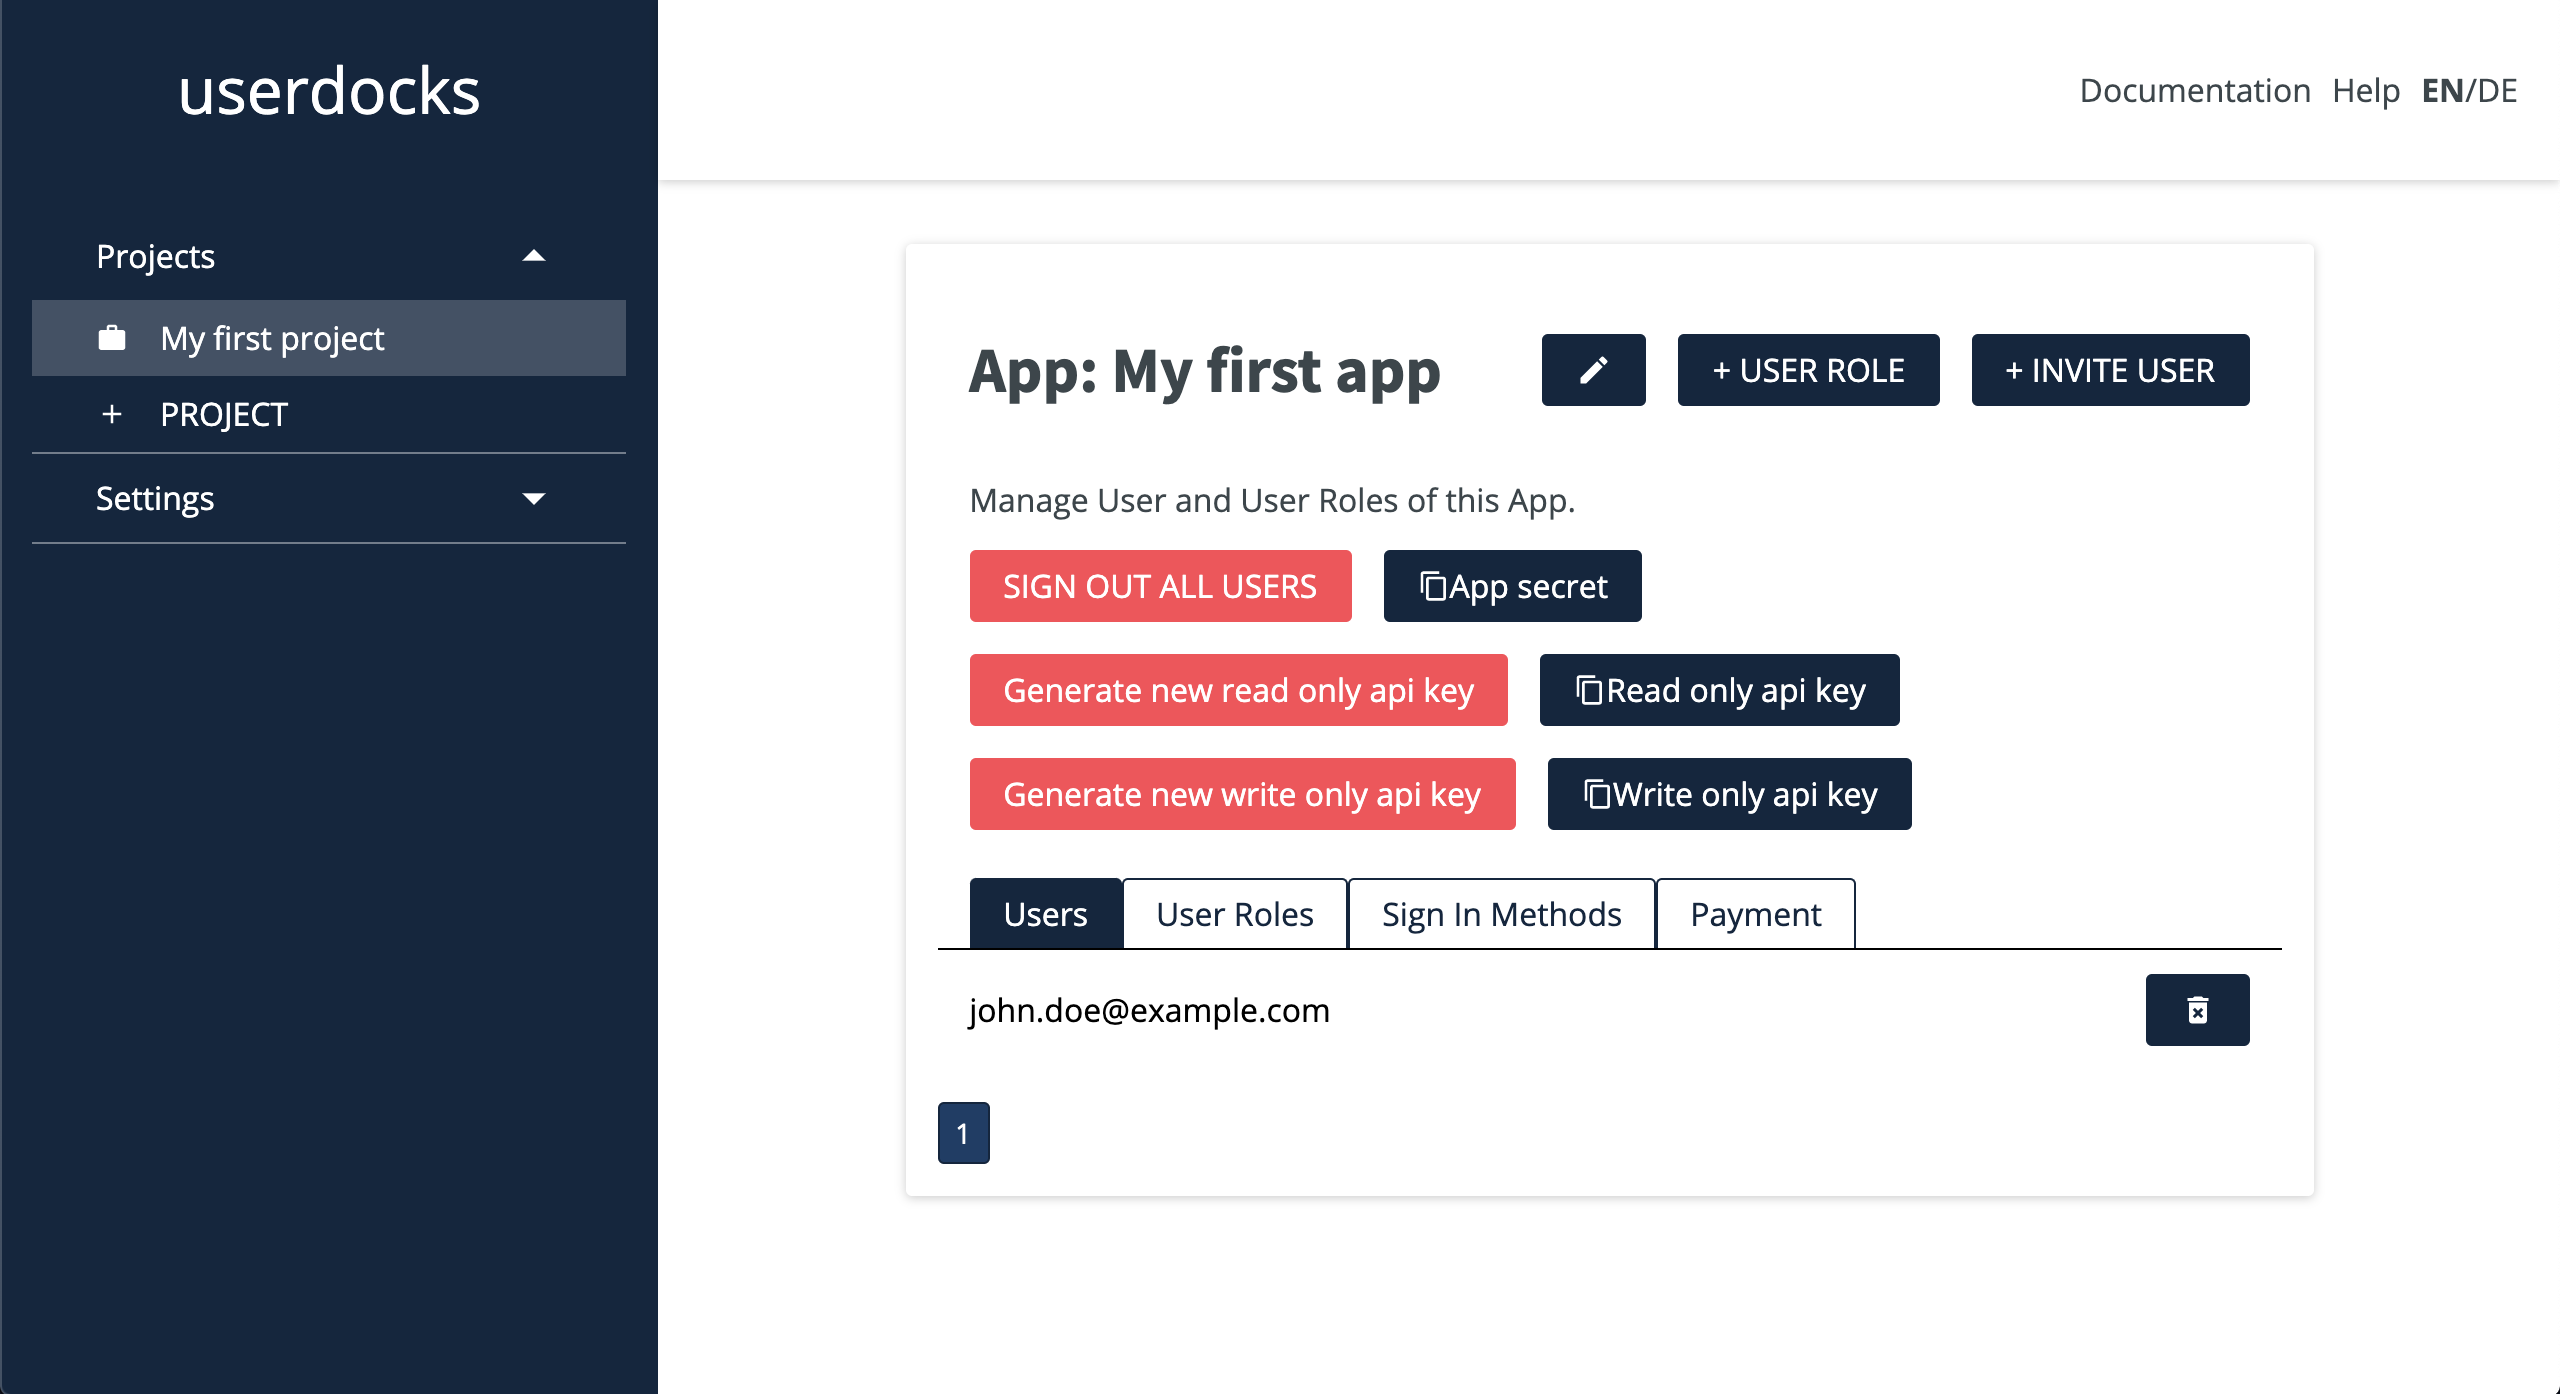 userdocks
Documentation Help EN/DE
Projects
My first project
+ PROJECT
Settings
App: My first app
+ USER ROLE
+ INVITE USER
Manage User and User Roles of this App.
SIGN OUT ALL USERS
App secret
Generate new read only api key
Read only api key
Generate new write only api key
Write only api key
Users
User Roles
Sign In Methods
Payment
john.doe@example.com
1